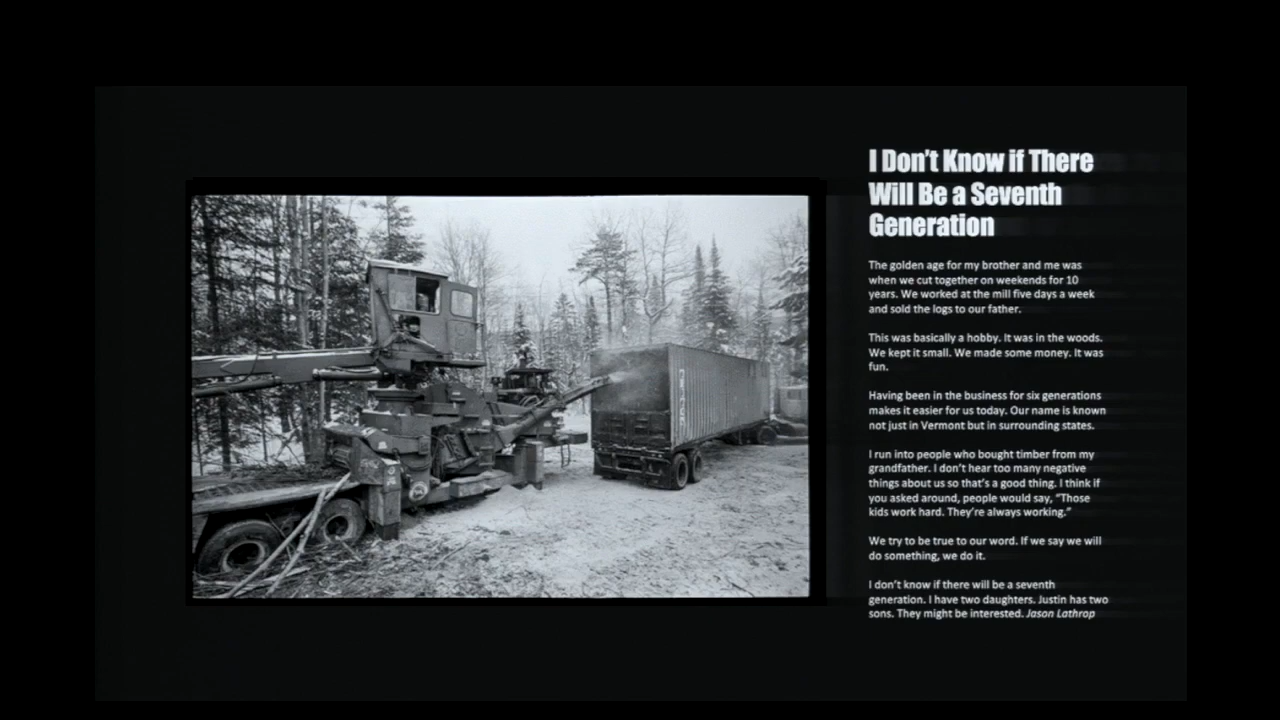 I Don't Know if There
Will Be a Seventh
Generation
The golden age for my brother and me was
when we cut together on weekends for 10
years. We worked at the mill five days a week
and sold the logs to our father.
This was basically a hobby. It was in the woods.
We kept it small. We made some money. It was
fun.
Having been in the business for six generations
makes it easier for us today. Our name is known
not just in Vermont but in surrounding states.
I run into people who bought timber from my
grandfather. I don't hear too many negative
things about us so that's a good thing. I think if
you asked around, people would say, “Those
kids work hard. They're always working.”
We try to be true to our word. If we say we will
do something, we do it.
I don't know if there will be a seventh
generation. I have two daughters. Justin has two
sons. They might be interested. Jason Lathrop